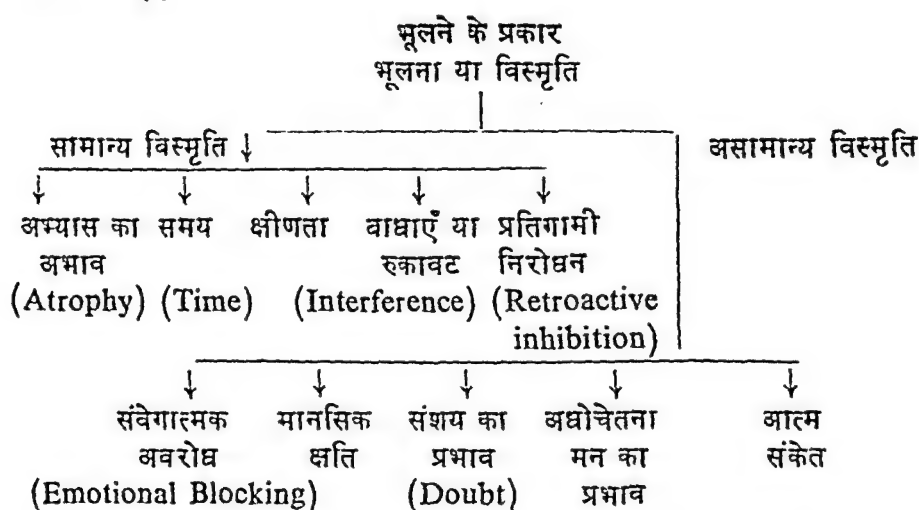 भूलने के प्रकार
भूलना या विस्मृति
सामान्य विस्मृति असामान्य विस्मृति
अभ्यास का समय क्षीणता वाधाएँ या प्रतिगामी
अभाव रुकावट निरोधन
(Atrophy) (Time) (Interference) (Retroactive
inhibition)
संवेगात्मक मानसिक संशय का अधोचेतना आत्म
अवरोध क्षति प्रभाव मन का संकेत
(Emotional Blocking) (Doubt) प्रभाव